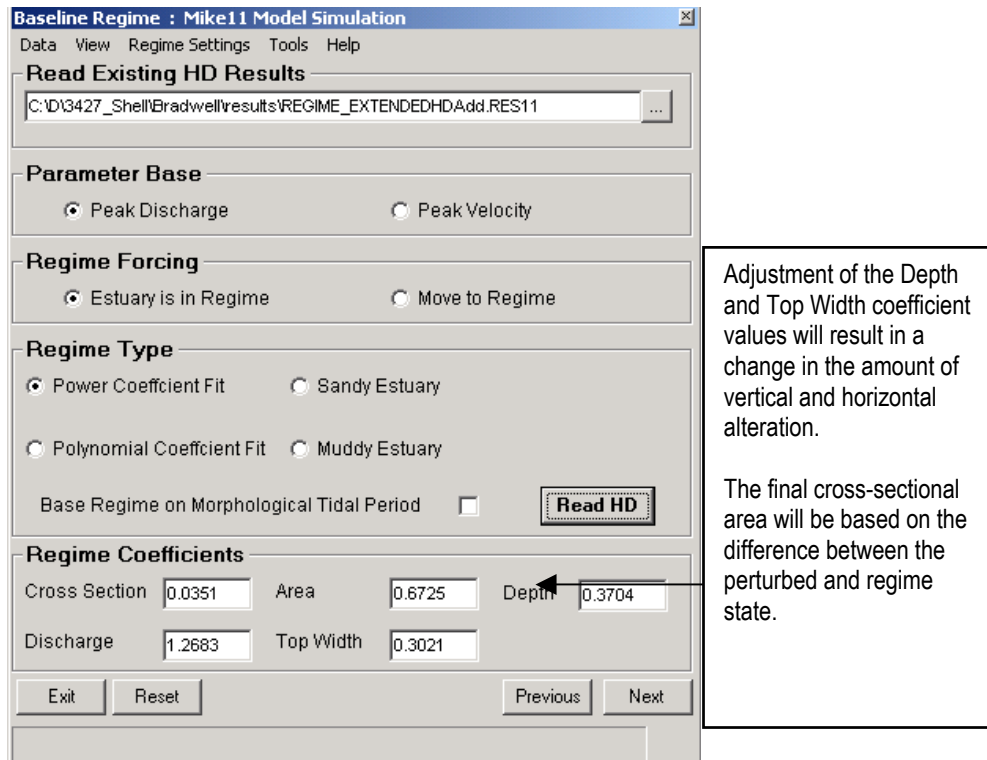 Baseline Regime : Mike11 Model Simulation
Data View Regime Settings Tools Help
Read Existing HD Results
C:\D\3427_Shell\Bradwell\results\REGIME_EXTENDEDHDAdd.RES11
...
Parameter Base
Peak Discharge
Peak Velocity
Regime Forcing
Estuary is in Regime
Move to Regime
Regime Type
Power Coeffcient Fit
Sandy Estuary
Polynomial Coeffcient Fit
Muddy Estuary
Base Regime on Morphological Tidal Period
Read HD
Regime Coefficients
Cross Section 0.0351 Area 0.6725 Depth 0.3704
Discharge 1.2683 Top Width 0.3021
Exit Reset Previous Next
Adjustment of the Depth
and Top Width coefficient
values will result in a
change in the amount of
vertical and horizontal
alteration.
The final cross-sectional
area will be based on the
difference between the
perturbed and regime
state.